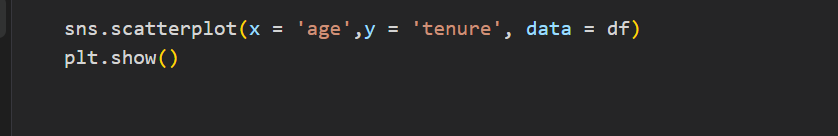 sns.scatterplot(x = 'age',y = 'tenure', data = df)
plt.show()